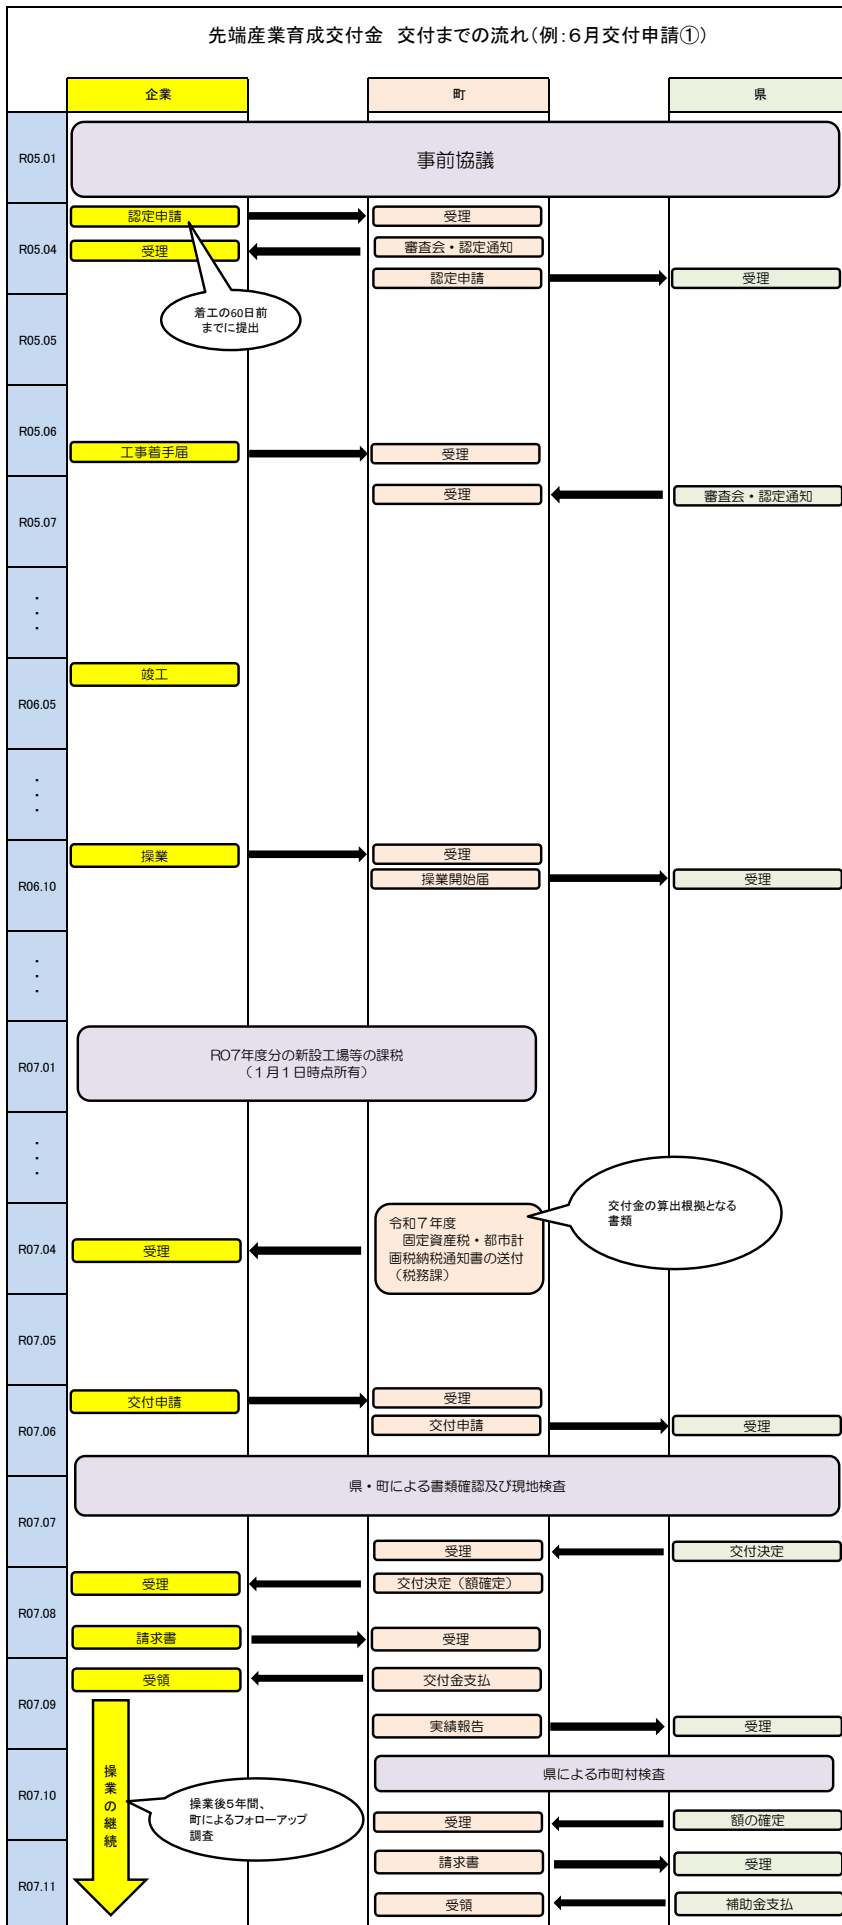 先端産業育成交付金　交付までの流れ(例:6月交付申請①)
企業
町
県
R05.01
事前協議
R05.04
認定申請
受理
受理
審査会・認定通知
認定申請
受理
着工の60日前
までに提出
R05.05
R05.06
工事着手届
受理
R05.07
受理
審査会・認定通知
・
・
・
R06.05
竣工
・
・
・
R06.10
操業
受理
操業開始届
受理
・
・
・
R07.01
R07年度分の新設工場等の課税
（1月1日時点所有）
・
・
・
R07.04
受理
令和7年度
固定資産税・都市計
画税納税通知書の送付
（税務課）
交付金の算出根拠となる
書類
R07.05
R07.06
交付申請
受理
交付申請
受理
県・町による書類確認及び現地検査
R07.07
受理
交付決定
R07.08
受理
交付決定（額確定）
請求書
受理
R07.09
受領
交付金支払
実績報告
受理
操業の継続
R07.10
県による市町村検査
操業後5年間、
町によるフォローアップ
調査
受理
額の確定
R07.11
請求書
受理
受領
補助金支払